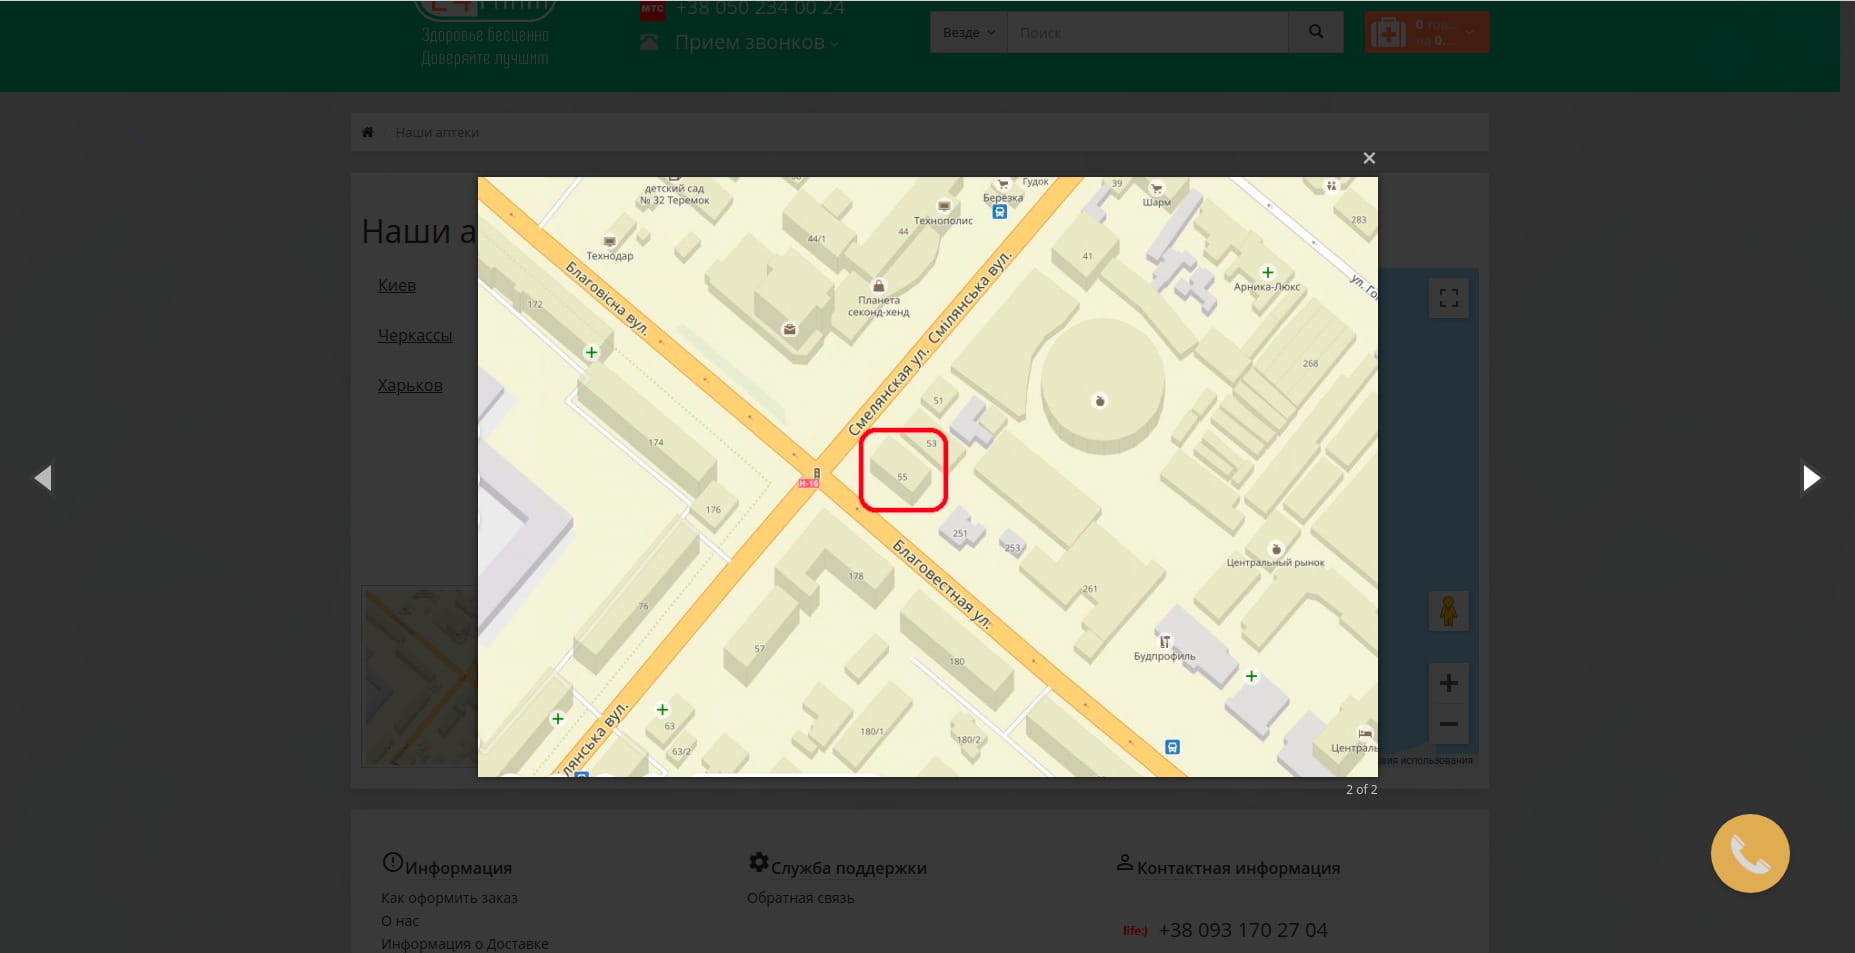 МТС
+38 050 234 00 24
Здоровье бесценно
Доверяйте лучшим
Прием звонков
Везде
Поиск
0 тов...
на 0,...
Наши аптеки
Наши а
Киев
Черкассы
Харьков
детский сад
№ 32 Теремок
Технодар
Технополис
Берёзка
Гудок
39
Шарм
283
44/1
44
41
Арника-Люкс
ул. Го
Планета
секонд-хенд
172
Благовісна вул.
Смелянская ул. Смілянська вул.
268
51
53
55
174
176
Н-16
251
253
261
Центральный рынок
Благовестная ул.
178
76
57
180
Будпрофиль
63
63/2
180/1
180/2
Централь
лянська вул.
вия использования
2 of 2
Информация
Служба поддержки
Контактная информация
Как оформить заказ
Обратная связь
О нас
Информация о Доставке
life:) +38 093 170 27 04